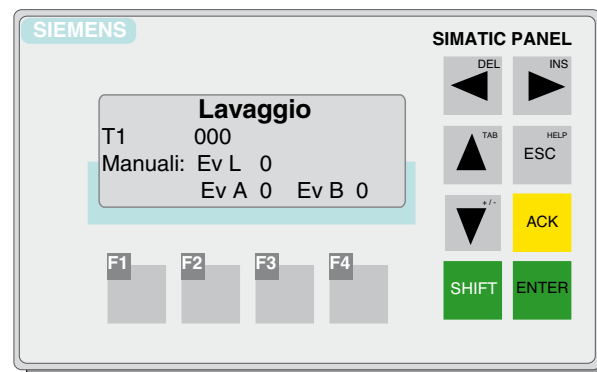 SIEMENS
SIMATIC PANEL
DEL
INS
Lavaggio
T1 000
Manuali: Ev L 0
Ev A 0 Ev B 0
TAB
HELP
ESC
+ / -
ACK
F1 F2 F3 F4
SHIFT ENTER